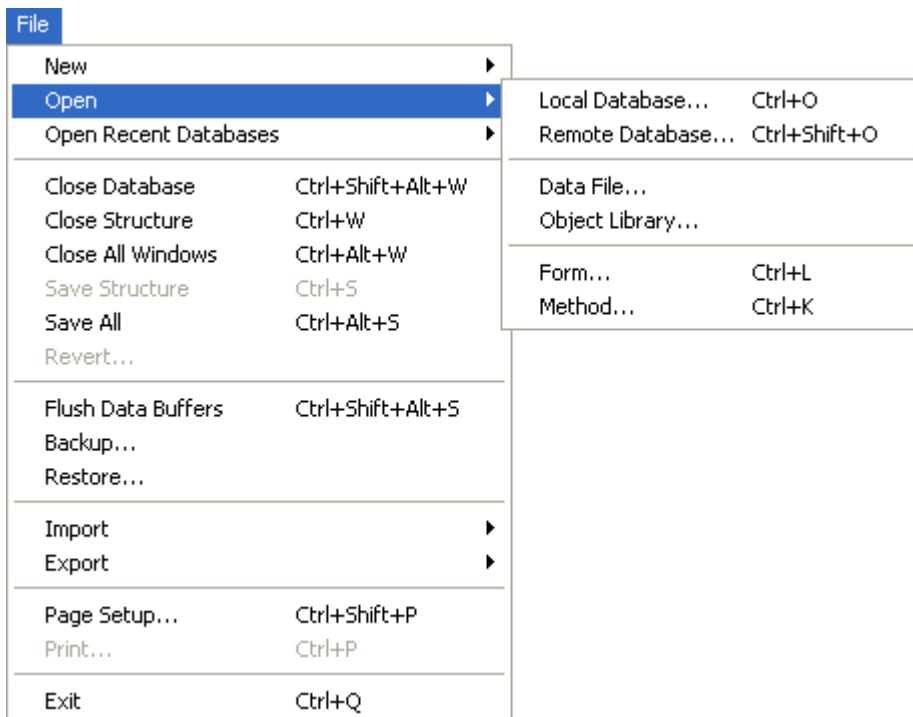 File
New
Open
Open Recent Databases
Close Database Ctrl+Shift+Alt+W
Close Structure Ctrl+W
Close All Windows Ctrl+Alt+W
Save Structure Ctrl+S
Save All Ctrl+Alt+S
Revert...
Flush Data Buffers Ctrl+Shift+Alt+S
Backup...
Restore...
Import
Export
Page Setup... Ctrl+Shift+P
Print... Ctrl+P
Exit Ctrl+Q
Local Database... Ctrl+O
Remote Database... Ctrl+Shift+O
Data File...
Object Library...
Form... Ctrl+L
Method... Ctrl+K